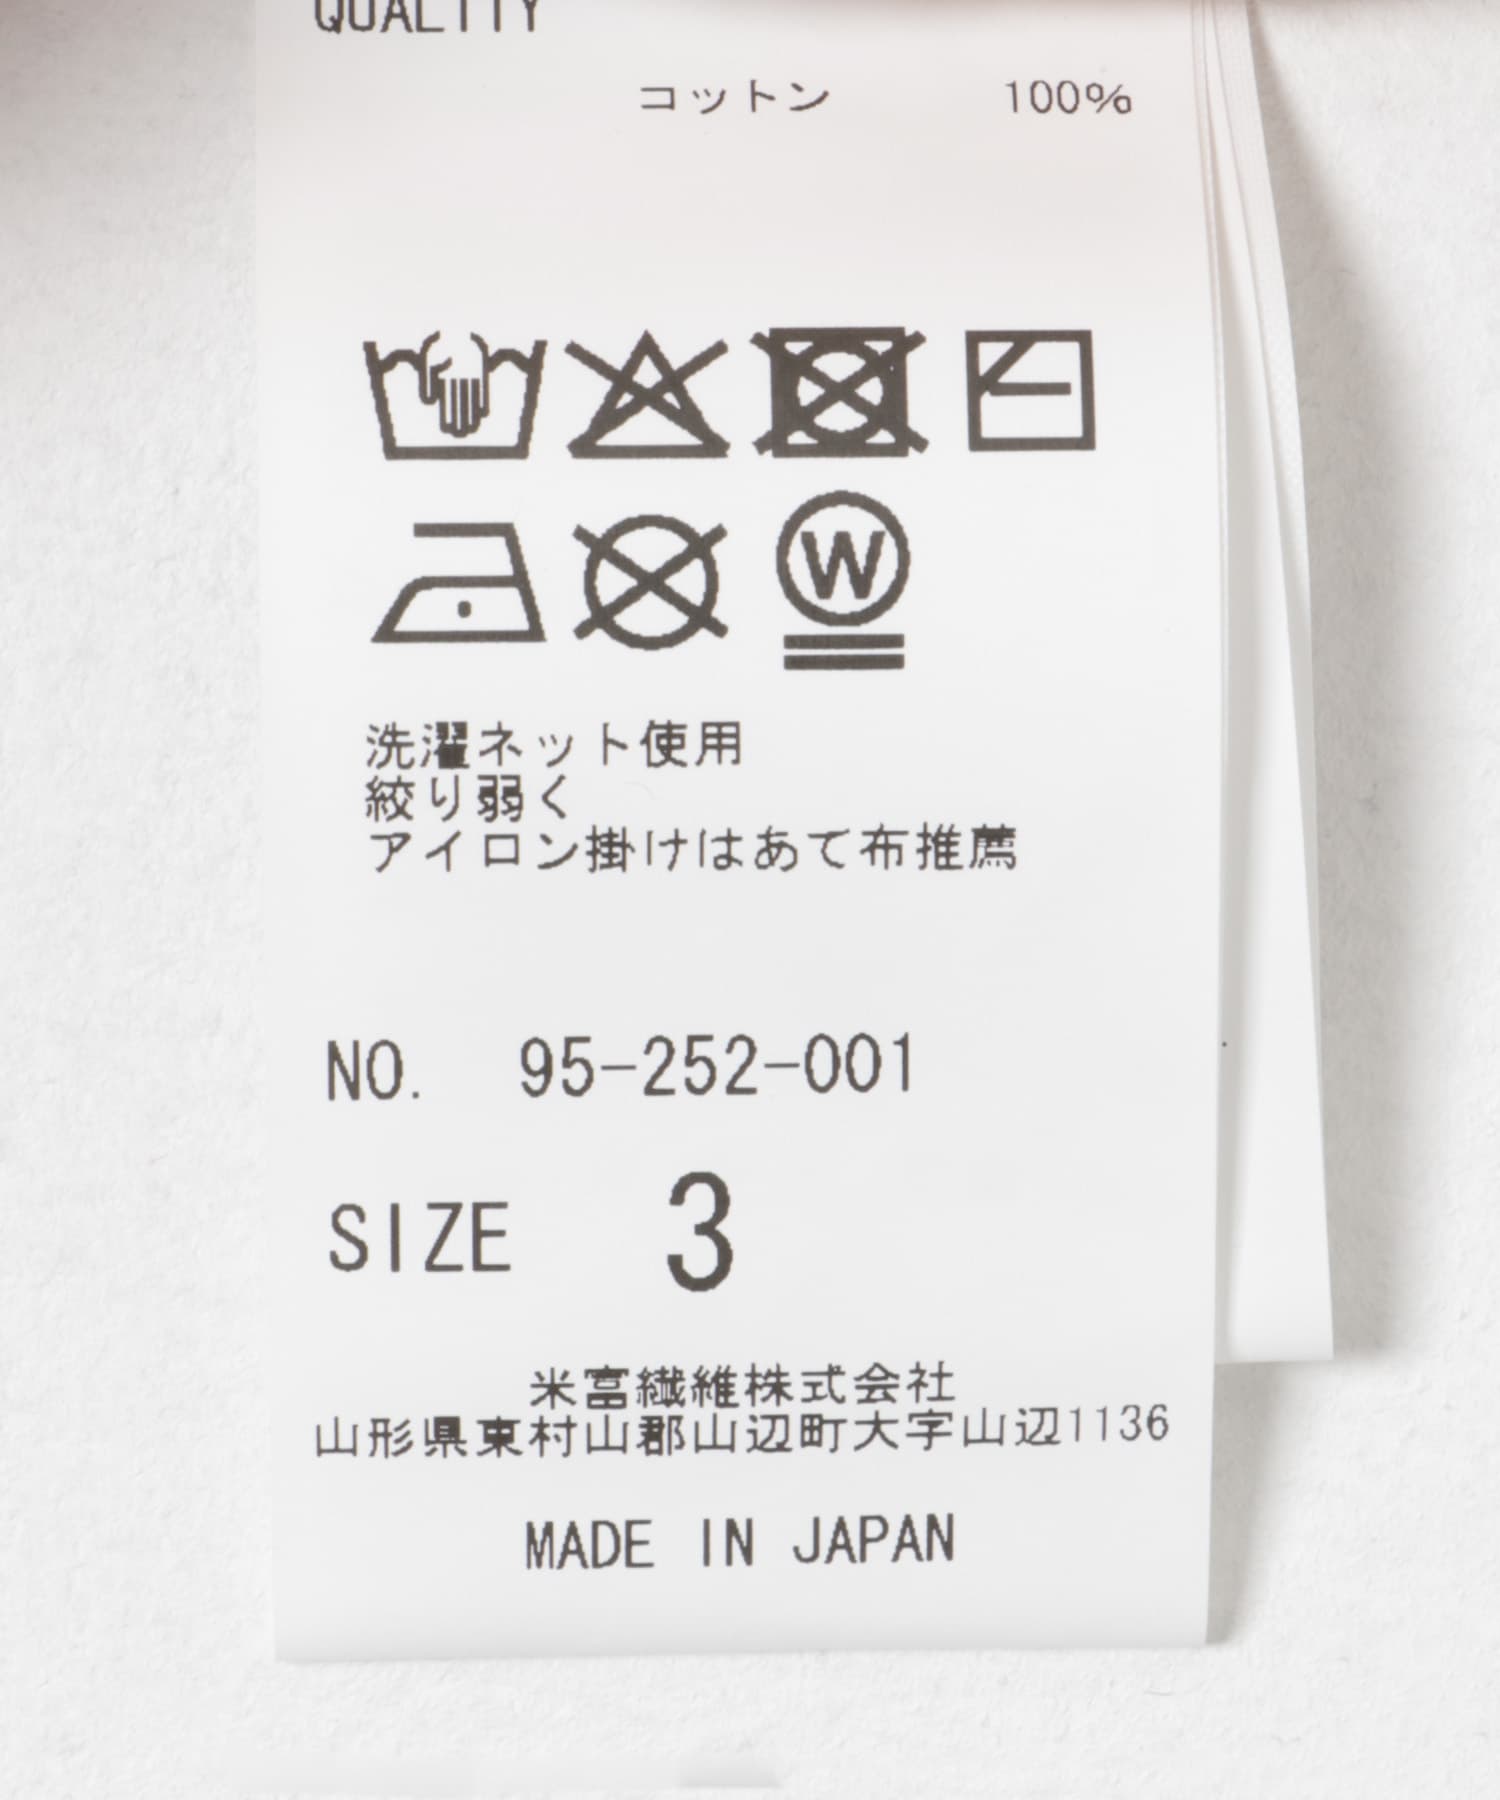 QUALITY
コットン 100%
W
洗濯ネット使用
絞り弱く
アイロン掛けはあて布推薦
NO. 95-252-001
SIZE 3
米富繊維株式会社
山形県東村山郡山辺町大字山辺1136
MADE IN JAPAN